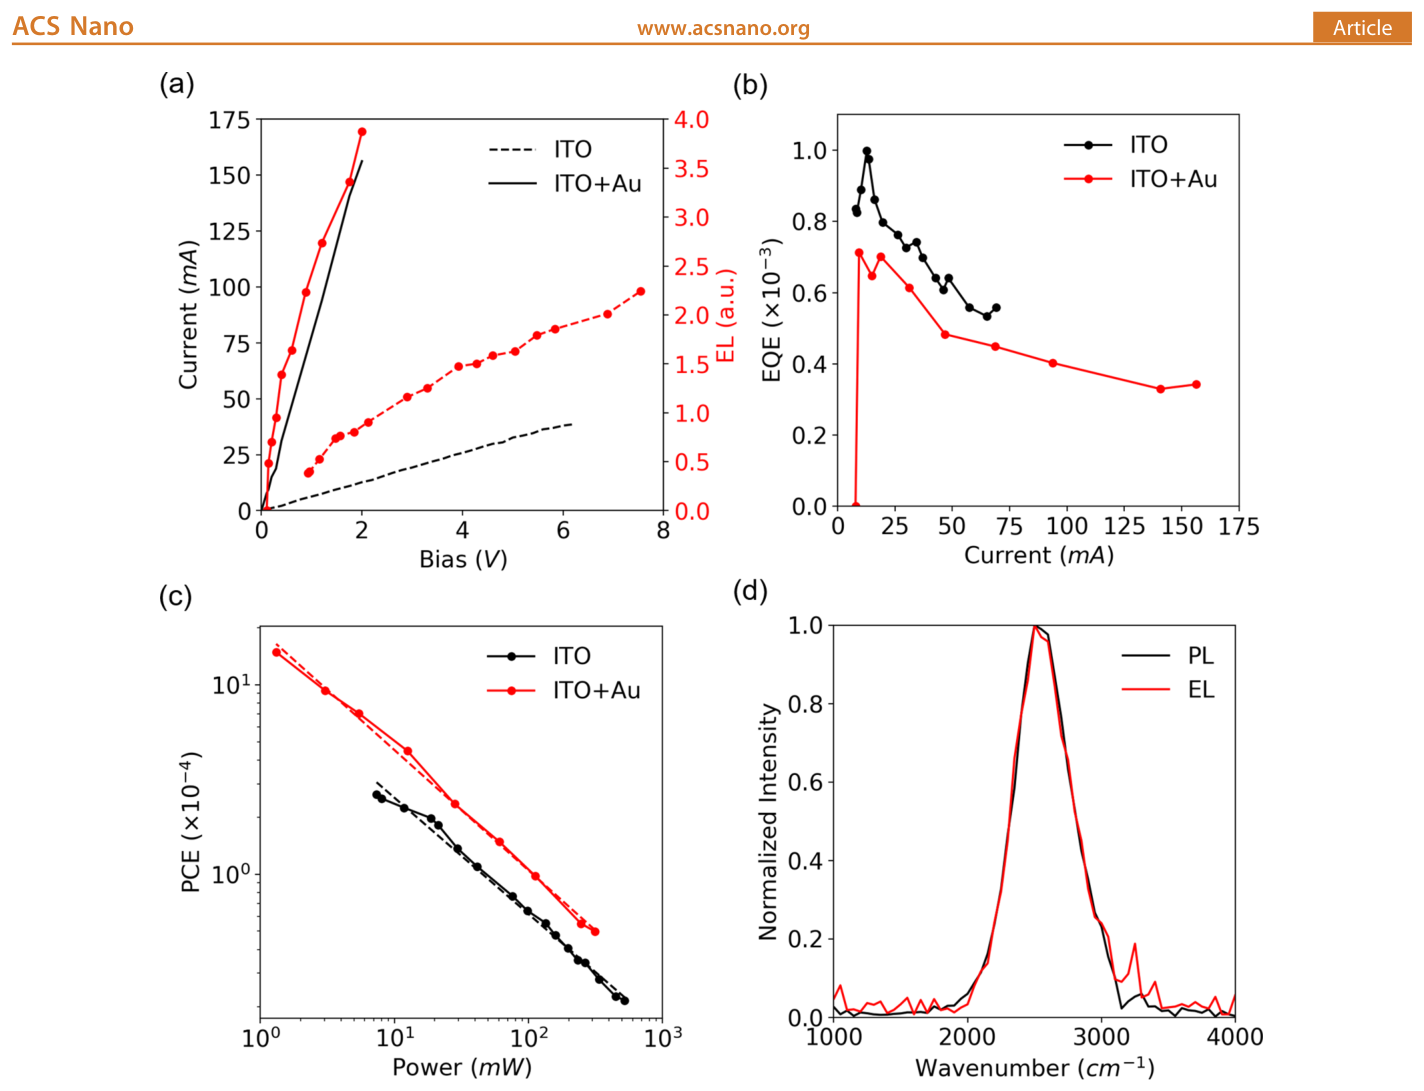 ACS Nano www.acsnano.org Article
(a)
175
150
125
100
75
50
25
0
Current (mA)
0 2 4 6 8
Bias (V)
4.0
3.5
3.0
2.5
2.0
1.5
1.0
0.5
0.0
EL (a.u.)
ITO
ITO+Au
(b)
1.0
0.8
0.6
0.4
0.2
0.0
EQE (×10⁻³)
0 25 50 75 100 125 150 175
Current (mA)
ITO
ITO+Au
(c)
10¹
10⁰
PCE (×10⁻⁴)
10⁰ 10¹ 10² 10³
Power (mW)
ITO
ITO+Au
(d)
1.0
0.8
0.6
0.4
0.2
0.0
Normalized Intensity
1000 2000 3000 4000
Wavenumber (cm⁻¹)
PL
EL